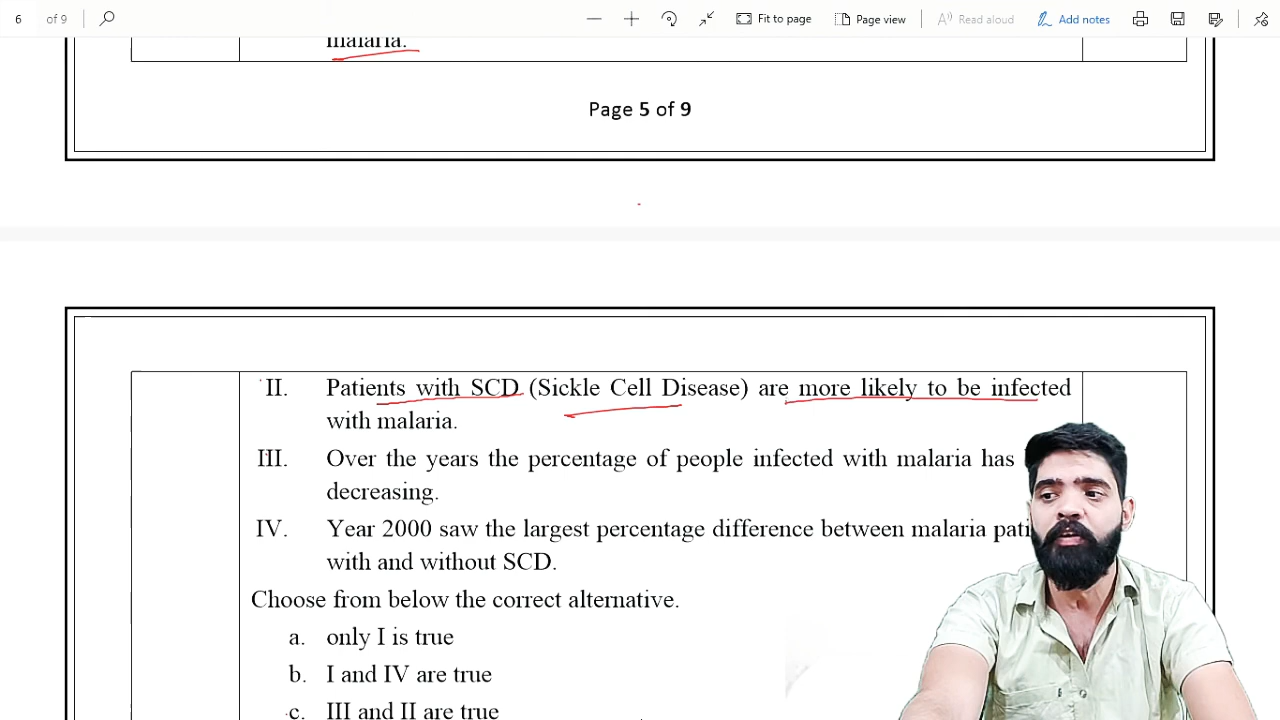 6 of 9 Fit to page Page view Read aloud Add notes
malaria.
Page 5 of 9
II. Patients with SCD (Sickle Cell Disease) are more likely to be infected
with malaria.
III. Over the years the percentage of people infected with malaria has
decreasing.
IV. Year 2000 saw the largest percentage difference between malaria pati
with and without SCD.
Choose from below the correct alternative.
a. only I is true
b. I and IV are true
c. III and II are true